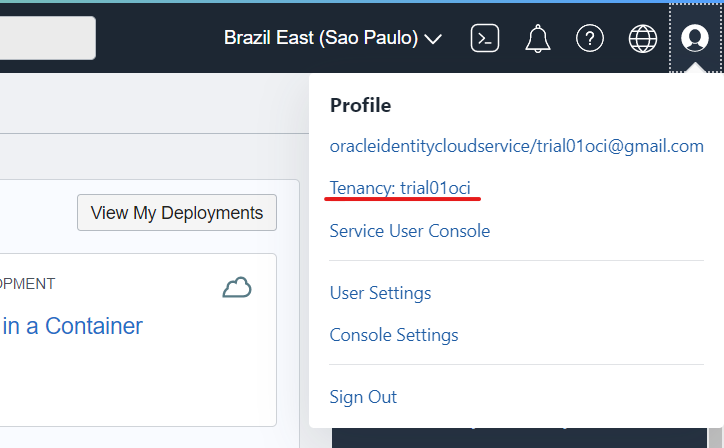 Brazil East (Sao Paulo)
Profile
oracleidentitycloudservice/trial01oci@gmail.com
Tenancy: trial01oci
Service User Console
User Settings
Console Settings
Sign Out
View My Deployments
OPMENT
in a Container